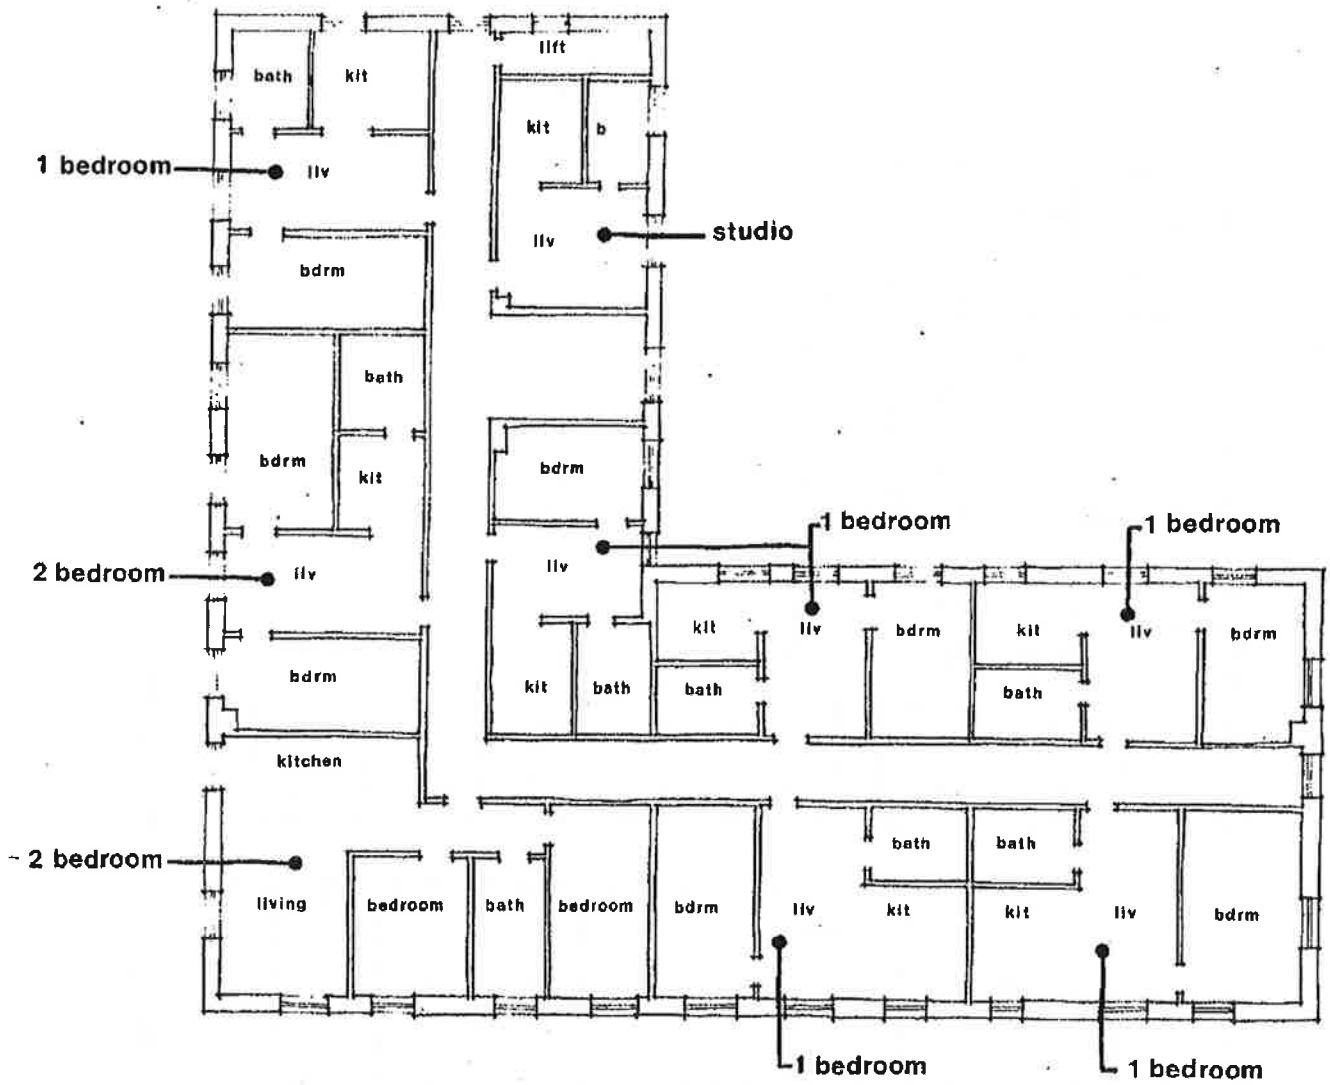 lift
bath
kit
kit
b
1 bedroom
liv
studio
liv
bdrm
bath
bdrm
kit
bdrm
1 bedroom
1 bedroom
2 bedroom
liv
liv
kit
liv
bdrm
kit
liv
bdrm
bdrm
kit
bath
bath
bath
kitchen
2 bedroom
bath
bath
living
bedroom
bath
bedroom
bdrm
liv
kit
kit
liv
bdrm
1 bedroom
1 bedroom